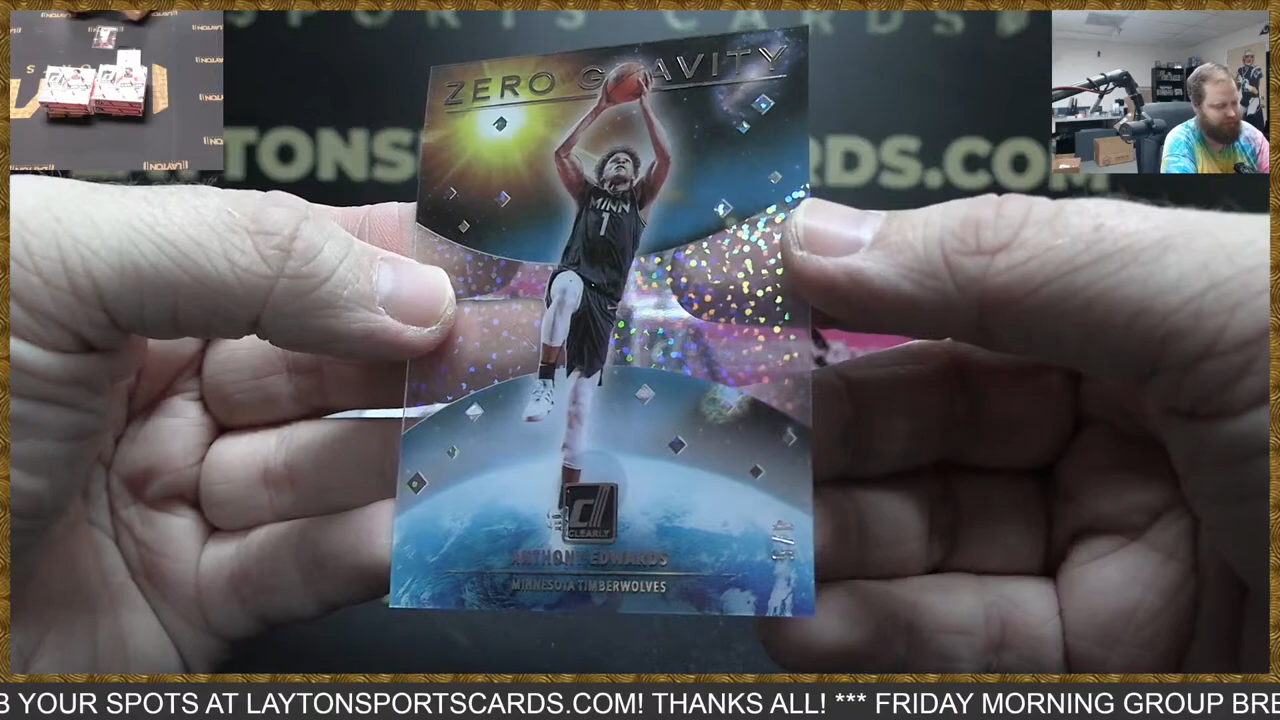 SPORTS CARDS
ZERO GRAVITY
TONS
RDS.COM
MINN
1
CLEARLY
ANTHONY EDWARDS
MINNESOTA TIMBERWOLVES
B YOUR SPOTS AT LAYTONSPORTSCARDS.COM! THANKS ALL! *** FRIDAY MORNING GROUP BRE